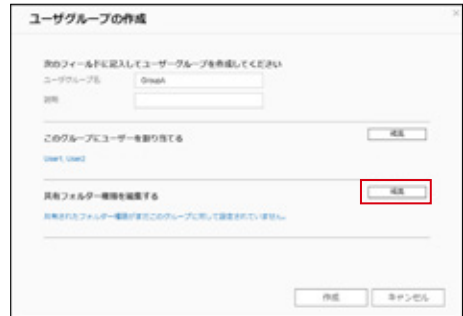 ユーザグループの作成
次のフィールドに記入してユーザーグループを作成してください
ユーザグループ名 GroupA
説明
このグループにユーザーを割り当てる 編集
User1, User2
共有フォルダー権限を編集する 編集
共有されたフォルダー権限がまだこのグループに対して設定されていません。
作成 キャンセル